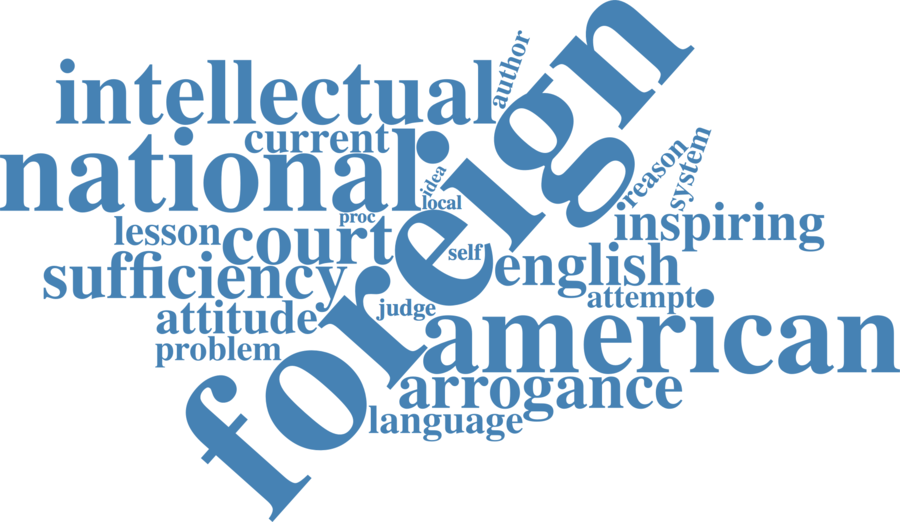 author
intellectual
foreign
current
national
reason
system
idea
local
proc
inspiring
lesson
court
self
english
sufficiency
attempt
judge
attitude
american
problem
arrogance
language